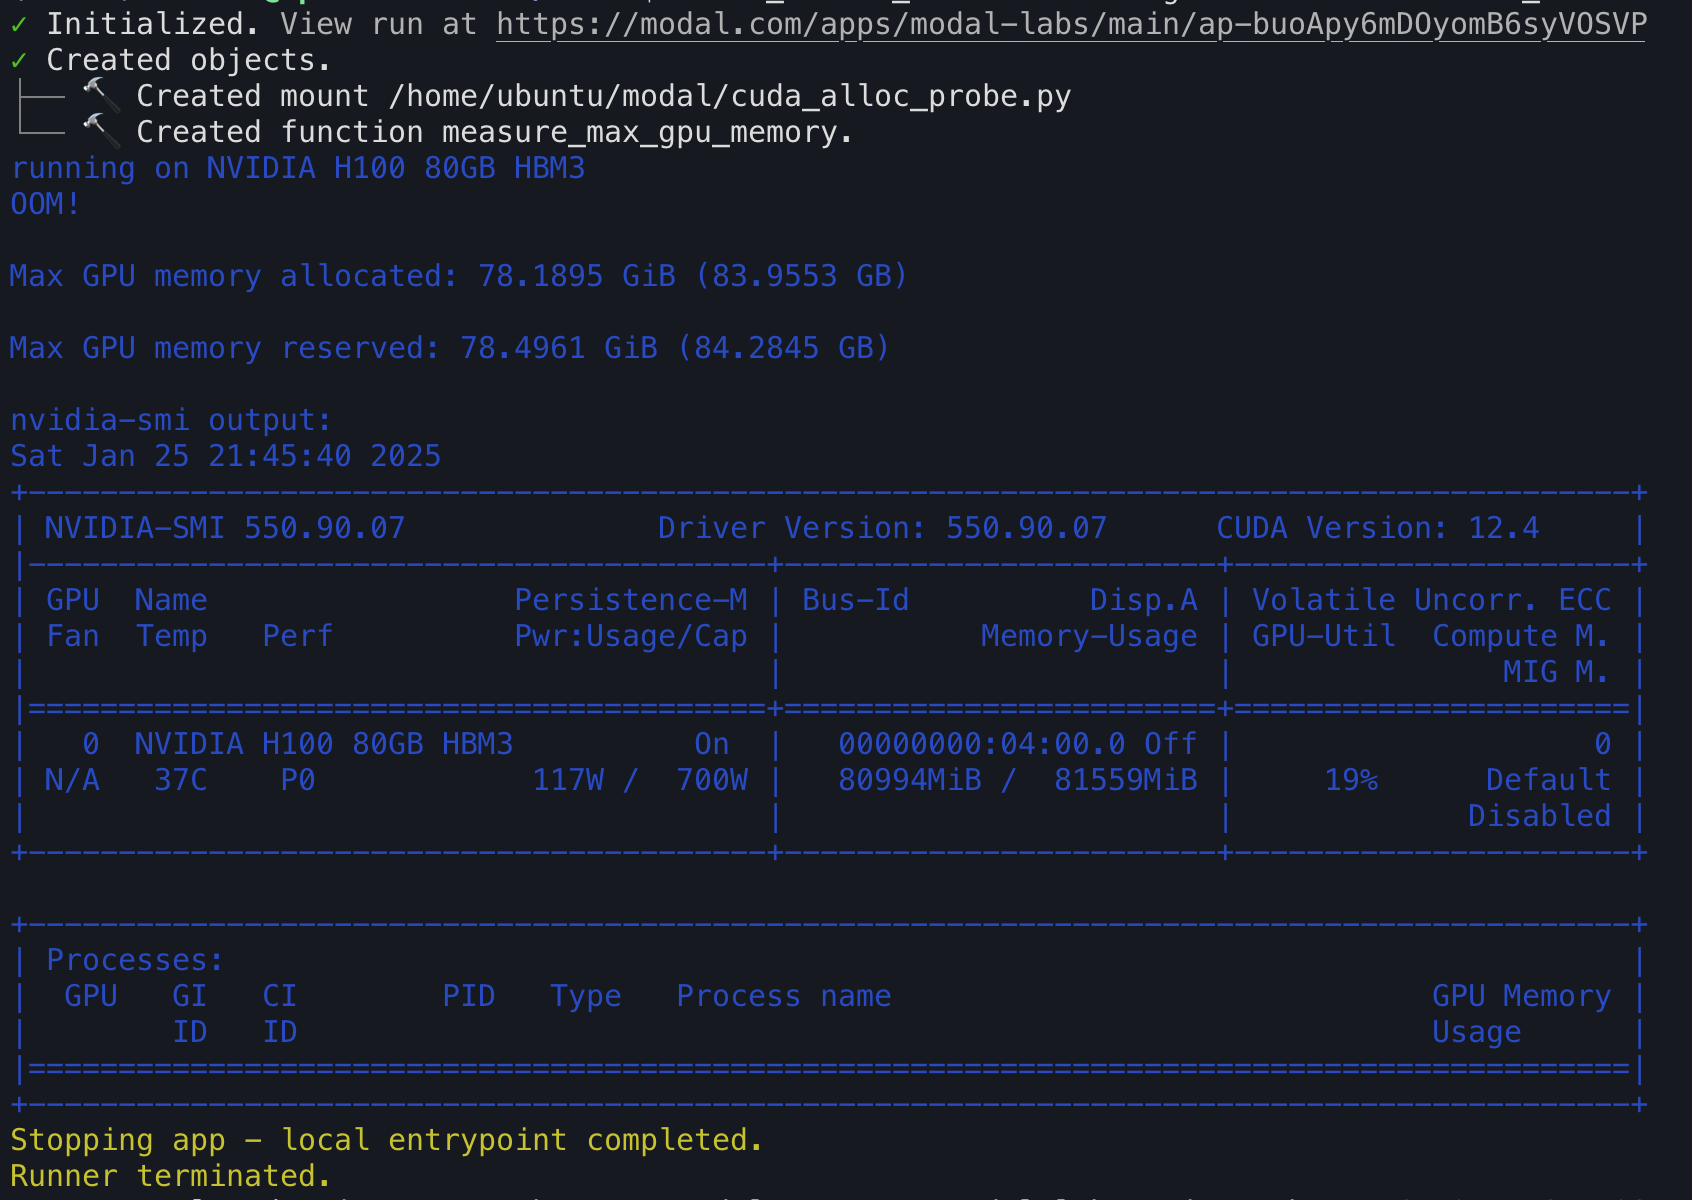 ✓ Initialized. View run at https://modal.com/apps/modal-labs/main/ap-buoApy6mDOyomB6syVOSVP
✓ Created objects.
├── 🔨 Created mount /home/ubuntu/modal/cuda_alloc_probe.py
└── 🔨 Created function measure_max_gpu_memory.
running on NVIDIA H100 80GB HBM3
OOM!
Max GPU memory allocated: 78.1895 GiB (83.9553 GB)
Max GPU memory reserved: 78.4961 GiB (84.2845 GB)
nvidia-smi output:
Sat Jan 25 21:45:40 2025
+-----------------------------------------------------------------------------------------+
| NVIDIA-SMI 550.90.07              Driver Version: 550.90.07      CUDA Version: 12.4     |
|-----------------------------------------+------------------------+----------------------+
| GPU  Name                 Persistence-M | Bus-Id          Disp.A | Volatile Uncorr. ECC |
| Fan  Temp   Perf          Pwr:Usage/Cap |           Memory-Usage | GPU-Util  Compute M. |
|                                         |                        |               MIG M. |
|=========================================+========================+======================|
|   0  NVIDIA H100 80GB HBM3          On  |   00000000:04:00.0 Off |                    0 |
| N/A   37C    P0            117W /  700W |   80994MiB /  81559MiB |     19%      Default |
|                                         |                        |             Disabled |
+-----------------------------------------+------------------------+----------------------+
+-----------------------------------------------------------------------------------------+
| Processes:                                                                              |
|  GPU   GI   CI        PID   Type   Process name                              GPU Memory |
|        ID   ID                                                               Usage      |
|=========================================================================================|
+-----------------------------------------------------------------------------------------+
Stopping app - local entrypoint completed.
Runner terminated.